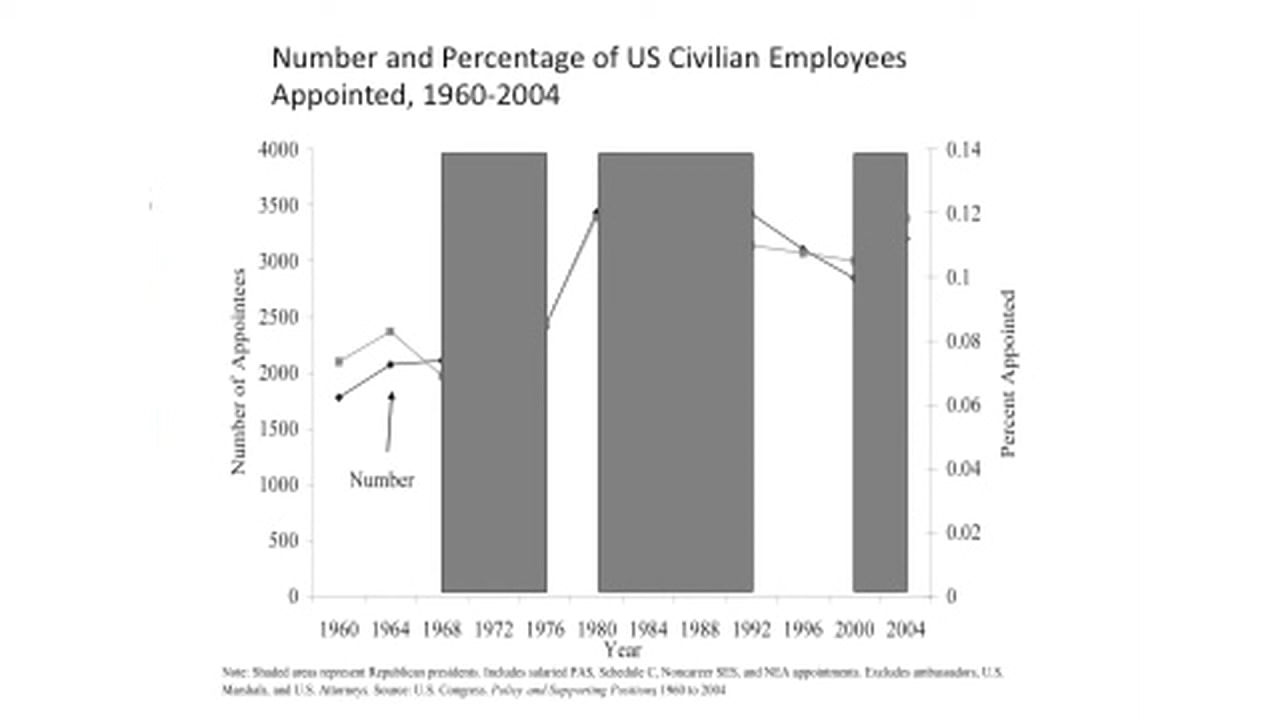 Number and Percentage of US Civilian Employees
Appointed, 1960-2004
4000
3500
3000
2500
2000
1500
1000
500
0
Number of Appointees
Number
0.14
0.12
0.1
0.08
0.06
0.04
0.02
0
Percent Appointed
1960 1964 1968 1972 1976 1980 1984 1988 1992 1996 2000 2004
Year
Note: Shaded areas represent Republican presidents. Includes salaried PAS, Schedule C, Noncareer SES, and NEA appointments. Excludes ambassadors, U.S.
Marshals, and U.S. Attorneys. Source: U.S. Congress. Policy and Supporting Positions, 1960 to 2004